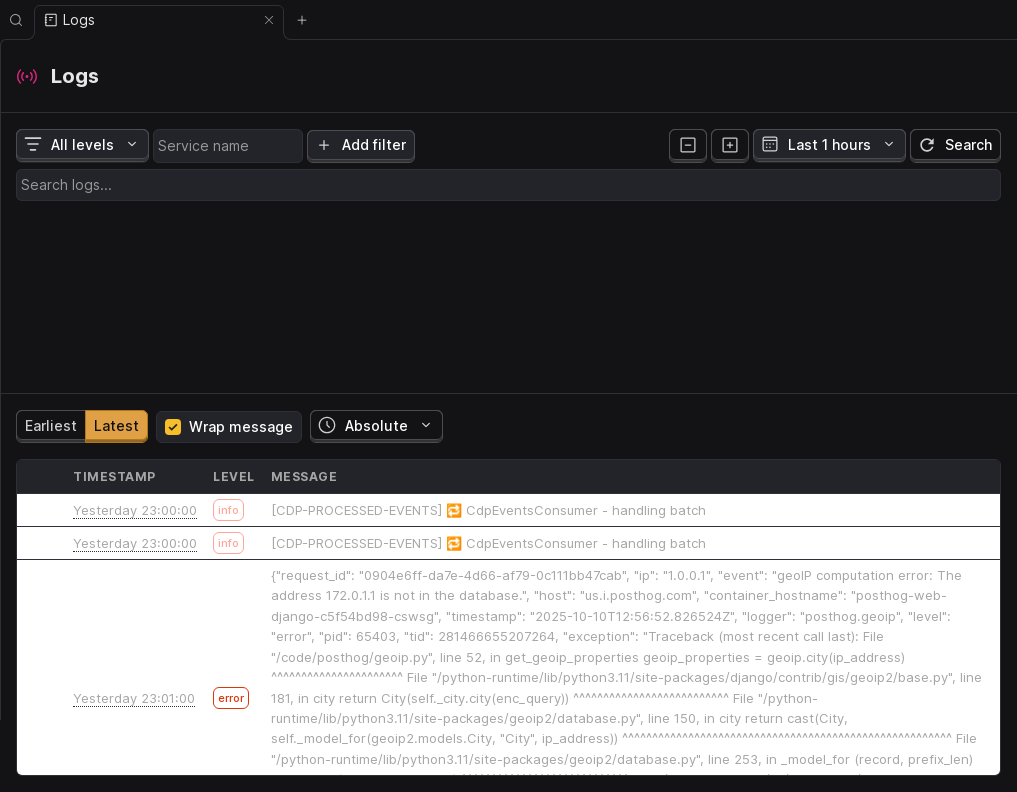 Logs
Logs
All levels
Service name
Add filter
Last 1 hours
Search
Search logs...
Earliest
Latest
Wrap message
Absolute
TIMESTAMP LEVEL MESSAGE
Yesterday 23:00:00 info [CDP-PROCESSED-EVENTS] 🔁 CdpEventsConsumer - handling batch
Yesterday 23:00:00 info [CDP-PROCESSED-EVENTS] 🔁 CdpEventsConsumer - handling batch
Yesterday 23:01:00 error
{"request_id": "0904e6ff-da7e-4d66-af79-0c111bb47cab", "ip": "1.0.0.1", "event": "geoIP computation error: The
address 172.0.1.1 is not in the database.", "host": "us.i.posthog.com", "container_hostname": "posthog-web-
django-c5f54bd98-cswsg", "timestamp": "2025-10-10T12:56:52.826524Z", "logger": "posthog.geoip", "level":
"error", "pid": 65403, "tid": 281466655207264, "exception": "Traceback (most recent call last): File
"/code/posthog/geoip.py", line 52, in get_geoip_properties geoip_properties = geoip.city(ip_address)
^^^^^^^^^^^^^^^^^^^^^^ File "/python-runtime/lib/python3.11/site-packages/django/contrib/gis/geoip2/base.py", line
181, in city return City(self._city.city(enc_query)) ^^^^^^^^^^^^^^^^^^^^^^^^^^ File "/python-
runtime/lib/python3.11/site-packages/geoip2/database.py", line 150, in city return cast(City,
self._model_for(geoip2.models.City, "City", ip_address)) ^^^^^^^^^^^^^^^^^^^^^^^^^^^^^^^^^^^^^^^^^^^^^^^^^^^^^^^ File
"/python-runtime/lib/python3.11/site-packages/geoip2/database.py", line 253, in _model_for (record, prefix_len)